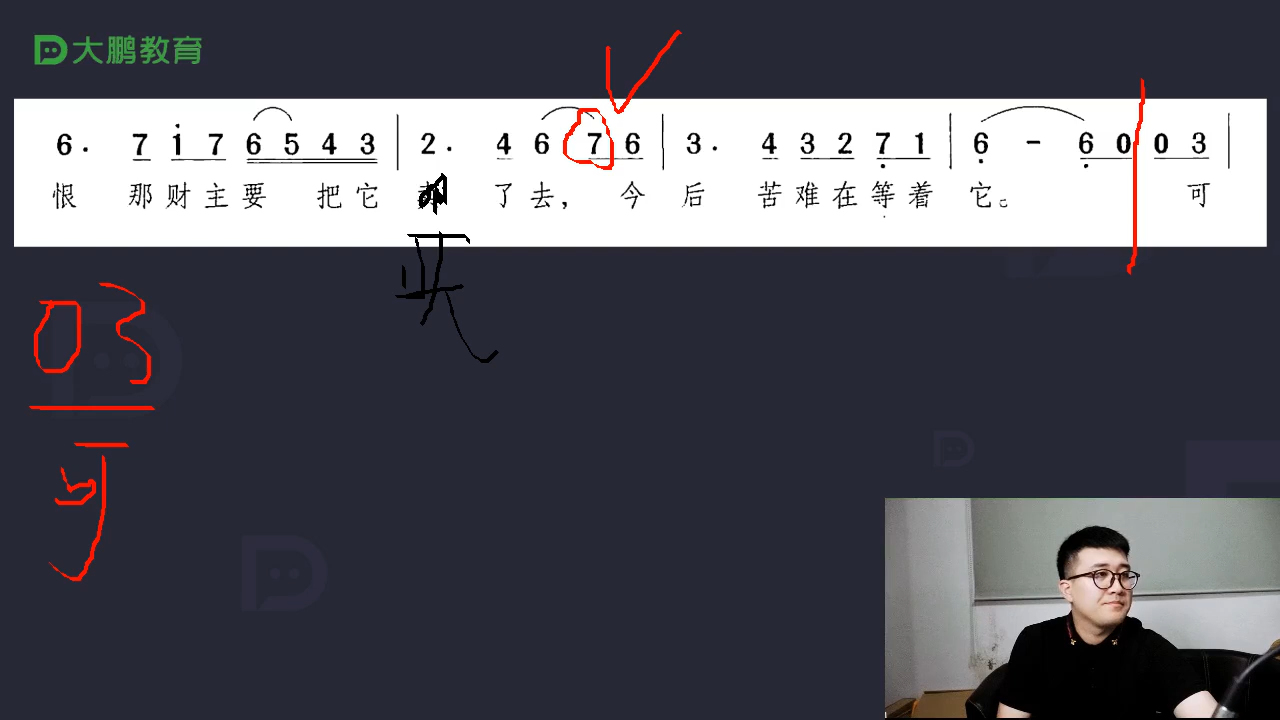 大鹏教育
6· 7 1 7 6 5 4 3 | 2· 4 6 7 6 | 3· 4 3 2 7 1 | 6 - 6 0 0 3 |
恨 那财主要 把它 了去，今 后 苦难在等着 它。 可
03
可